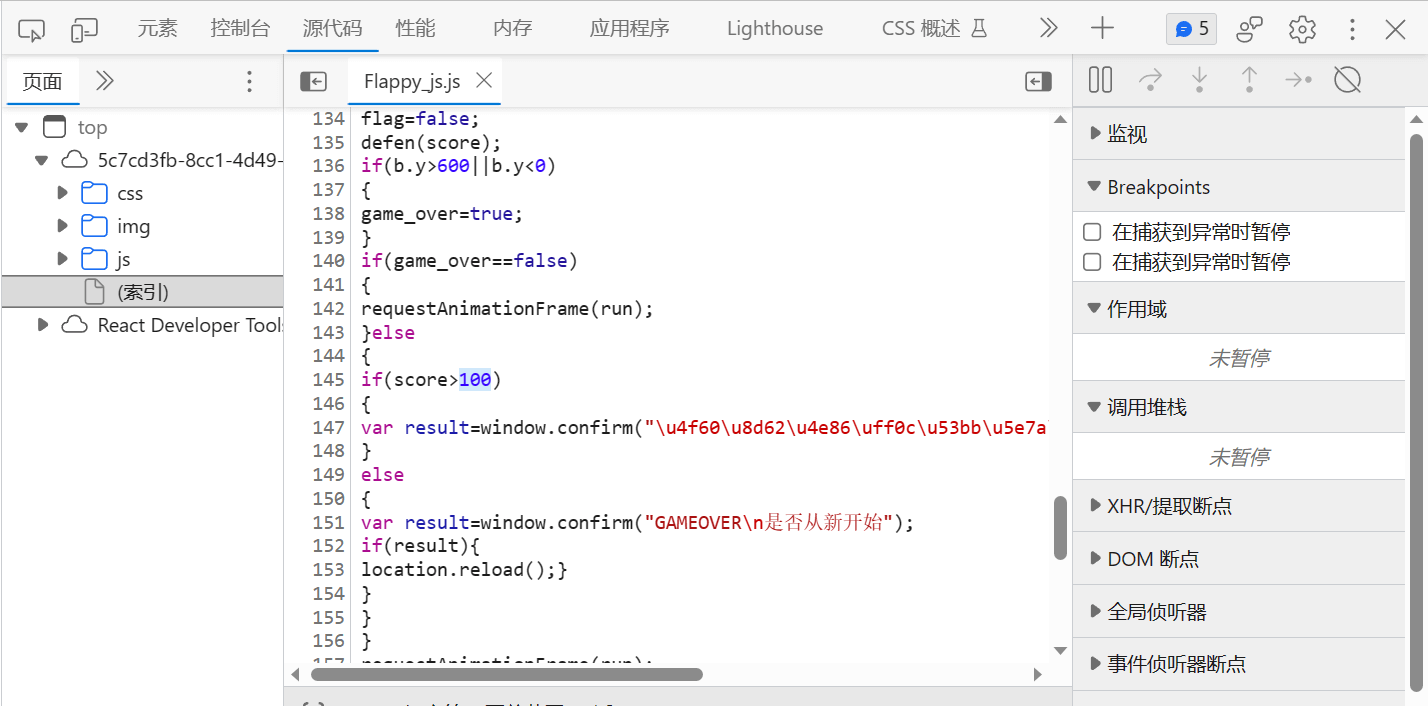 元素 控制台 源代码 性能 内存 应用程序 Lighthouse CSS 概述 5
页面
Flappy_js.js
top
5c7cd3fb-8cc1-4d49-
css
img
js
(索引)
React Developer Tools
134 flag=false;
135 defen(score);
136 if(b.y>600||b.y<0)
137 {
138 game_over=true;
139 }
140 if(game_over==false)
141 {
142 requestAnimationFrame(run);
143 }else
144 {
145 if(score>100)
146 {
147 var result=window.confirm("\u4f60\u8d62\u4e86\uff0c\u53bb\u5e7a
148 }
149 else
150 {
151 var result=window.confirm("GAMEOVER\n是否从新开始");
152 if(result){
153 location.reload();}
154 }
155 }
156 }
157 requestAnimationFrame(run);
监视
Breakpoints
在捕获到异常时暂停
在捕获到异常时暂停
作用域
未暂停
调用堆栈
未暂停
XHR/提取断点
DOM 断点
全局侦听器
事件侦听器断点